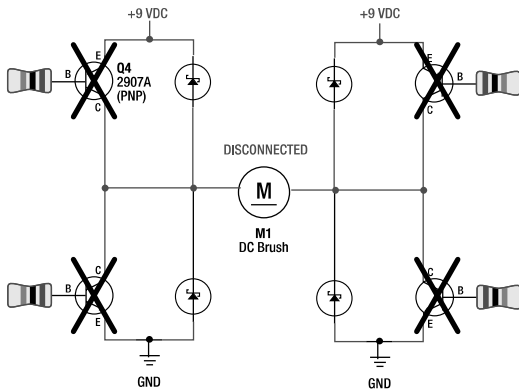 +9 VDC
+9 VDC
E
Q4
2907A
(PNP)
B
C
E
B
C
DISCONNECTED
M
M1
DC Brush
C
B
E
C
B
E
GND
GND